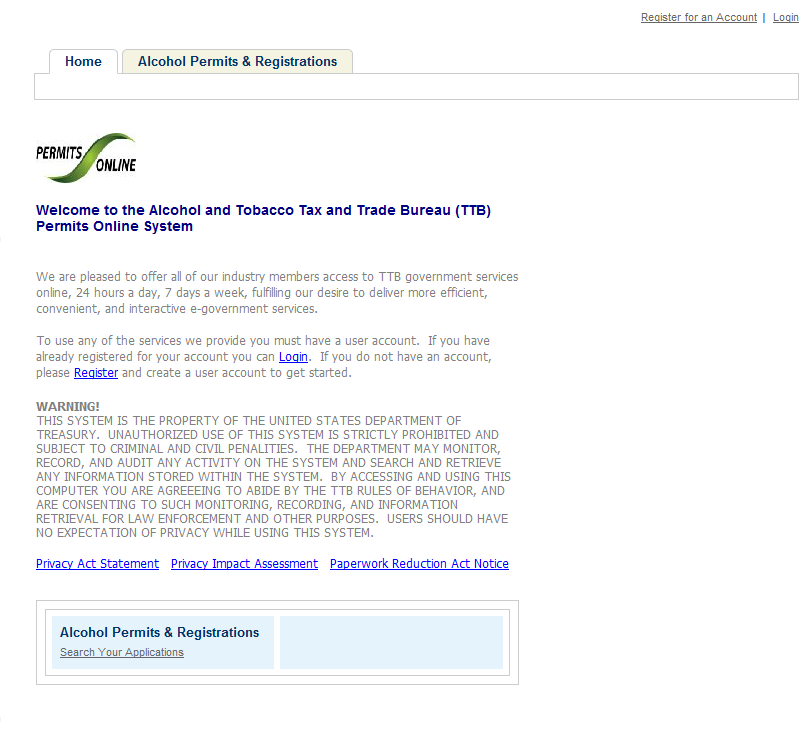 Register for an Account | Login
Home
Alcohol Permits & Registrations
PERMITS
ONLINE
Welcome to the Alcohol and Tobacco Tax and Trade Bureau (TTB)
Permits Online System
We are pleased to offer all of our industry members access to TTB government services
online, 24 hours a day, 7 days a week, fulfilling our desire to deliver more efficient,
convenient, and interactive e-government services.
To use any of the services we provide you must have a user account.  If you have
already registered for your account you can Login.  If you do not have an account,
please Register and create a user account to get started.
WARNING!
THIS SYSTEM IS THE PROPERTY OF THE UNITED STATES DEPARTMENT OF
TREASURY.  UNAUTHORIZED USE OF THIS SYSTEM IS STRICTLY PROHIBITED AND
SUBJECT TO CRIMINAL AND CIVIL PENALITIES.  THE DEPARTMENT MAY MONITOR,
RECORD, AND AUDIT ANY ACTIVITY ON THE SYSTEM AND SEARCH AND RETRIEVE
ANY INFORMATION STORED WITHIN THE SYSTEM.  BY ACCESSING AND USING THIS
COMPUTER YOU ARE AGREEEING TO ABIDE BY THE TTB RULES OF BEHAVIOR, AND
ARE CONSENTING TO SUCH MONITORING, RECORDING, AND INFORMATION
RETRIEVAL FOR LAW ENFORCEMENT AND OTHER PURPOSES.  USERS SHOULD HAVE
NO EXPECTATION OF PRIVACY WHILE USING THIS SYSTEM.
Privacy Act Statement   Privacy Impact Assessment   Paperwork Reduction Act Notice
Alcohol Permits & Registrations
Search Your Applications